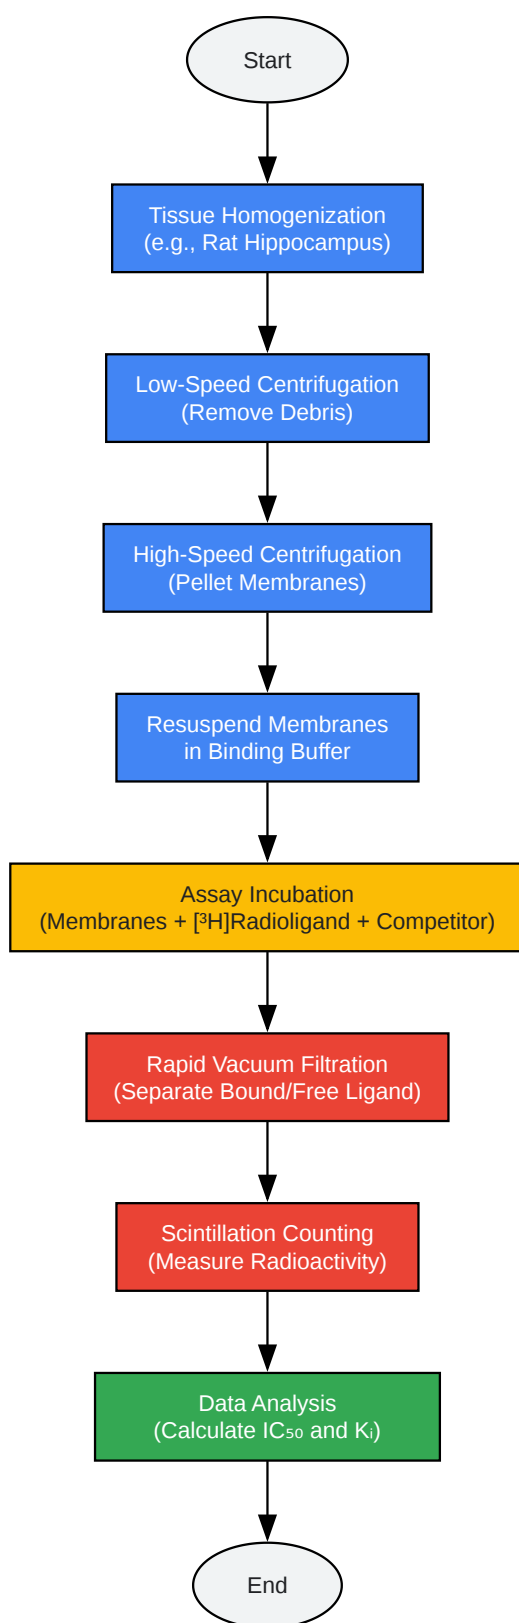 Start
Tissue Homogenization
(e.g., Rat Hippocampus)
Low-Speed Centrifugation
(Remove Debris)
High-Speed Centrifugation
(Pellet Membranes)
Resuspend Membranes
in Binding Buffer
Assay Incubation
(Membranes + [³H]Radioligand + Competitor)
Rapid Vacuum Filtration
(Separate Bound/Free Ligand)
Scintillation Counting
(Measure Radioactivity)
Data Analysis
(Calculate IC₅₀ and Kᵢ)
End